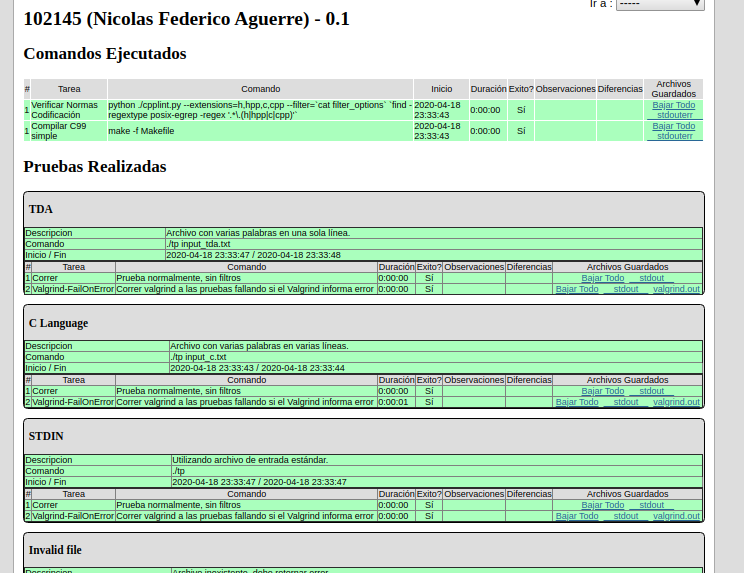 Ir a : -----
102145 (Nicolas Federico Aguerre) - 0.1
Comandos Ejecutados
# Tarea Comando Inicio Duración Exito? Observaciones Diferencias Archivos Guardados
1 Verificar Normas Codificación python ./cpplint.py --extensions=h,hpp,c,cpp --filter=`cat filter_options` `find -regextype posix-egrep -regex '.*\.(h|hpp|c|cpp)'` 2020-04-18 23:33:43 0:00:00 Sí Bajar Todo stdouterr
1 Compilar C99 simple make -f Makefile 2020-04-18 23:33:43 0:00:00 Sí Bajar Todo stdouterr
Pruebas Realizadas
TDA
Descripcion Archivo con varias palabras en una sola línea.
Comando ./tp input_tda.txt
Inicio / Fin 2020-04-18 23:33:47 / 2020-04-18 23:33:48
# Tarea Comando Duración Exito? Observaciones Diferencias Archivos Guardados
1 Correr Prueba normalmente, sin filtros 0:00:00 Sí Bajar Todo __stdout__
2 Valgrind-FailOnError Correr valgrind a las pruebas fallando si el Valgrind informa error 0:00:00 Sí Bajar Todo __stdout__ valgrind.out
C Language
Descripcion Archivo con varias palabras en varias líneas.
Comando ./tp input_c.txt
Inicio / Fin 2020-04-18 23:33:43 / 2020-04-18 23:33:44
# Tarea Comando Duración Exito? Observaciones Diferencias Archivos Guardados
1 Correr Prueba normalmente, sin filtros 0:00:00 Sí Bajar Todo __stdout__
2 Valgrind-FailOnError Correr valgrind a las pruebas fallando si el Valgrind informa error 0:00:01 Sí Bajar Todo __stdout__ valgrind.out
STDIN
Descripcion Utilizando archivo de entrada estándar.
Comando ./tp
Inicio / Fin 2020-04-18 23:33:47 / 2020-04-18 23:33:47
# Tarea Comando Duración Exito? Observaciones Diferencias Archivos Guardados
1 Correr Prueba normalmente, sin filtros 0:00:00 Sí Bajar Todo __stdout__
2 Valgrind-FailOnError Correr valgrind a las pruebas fallando si el Valgrind informa error 0:00:00 Sí Bajar Todo __stdout__ valgrind.out
Invalid file
Descripcion Archivo inexistente, debe retornar error.